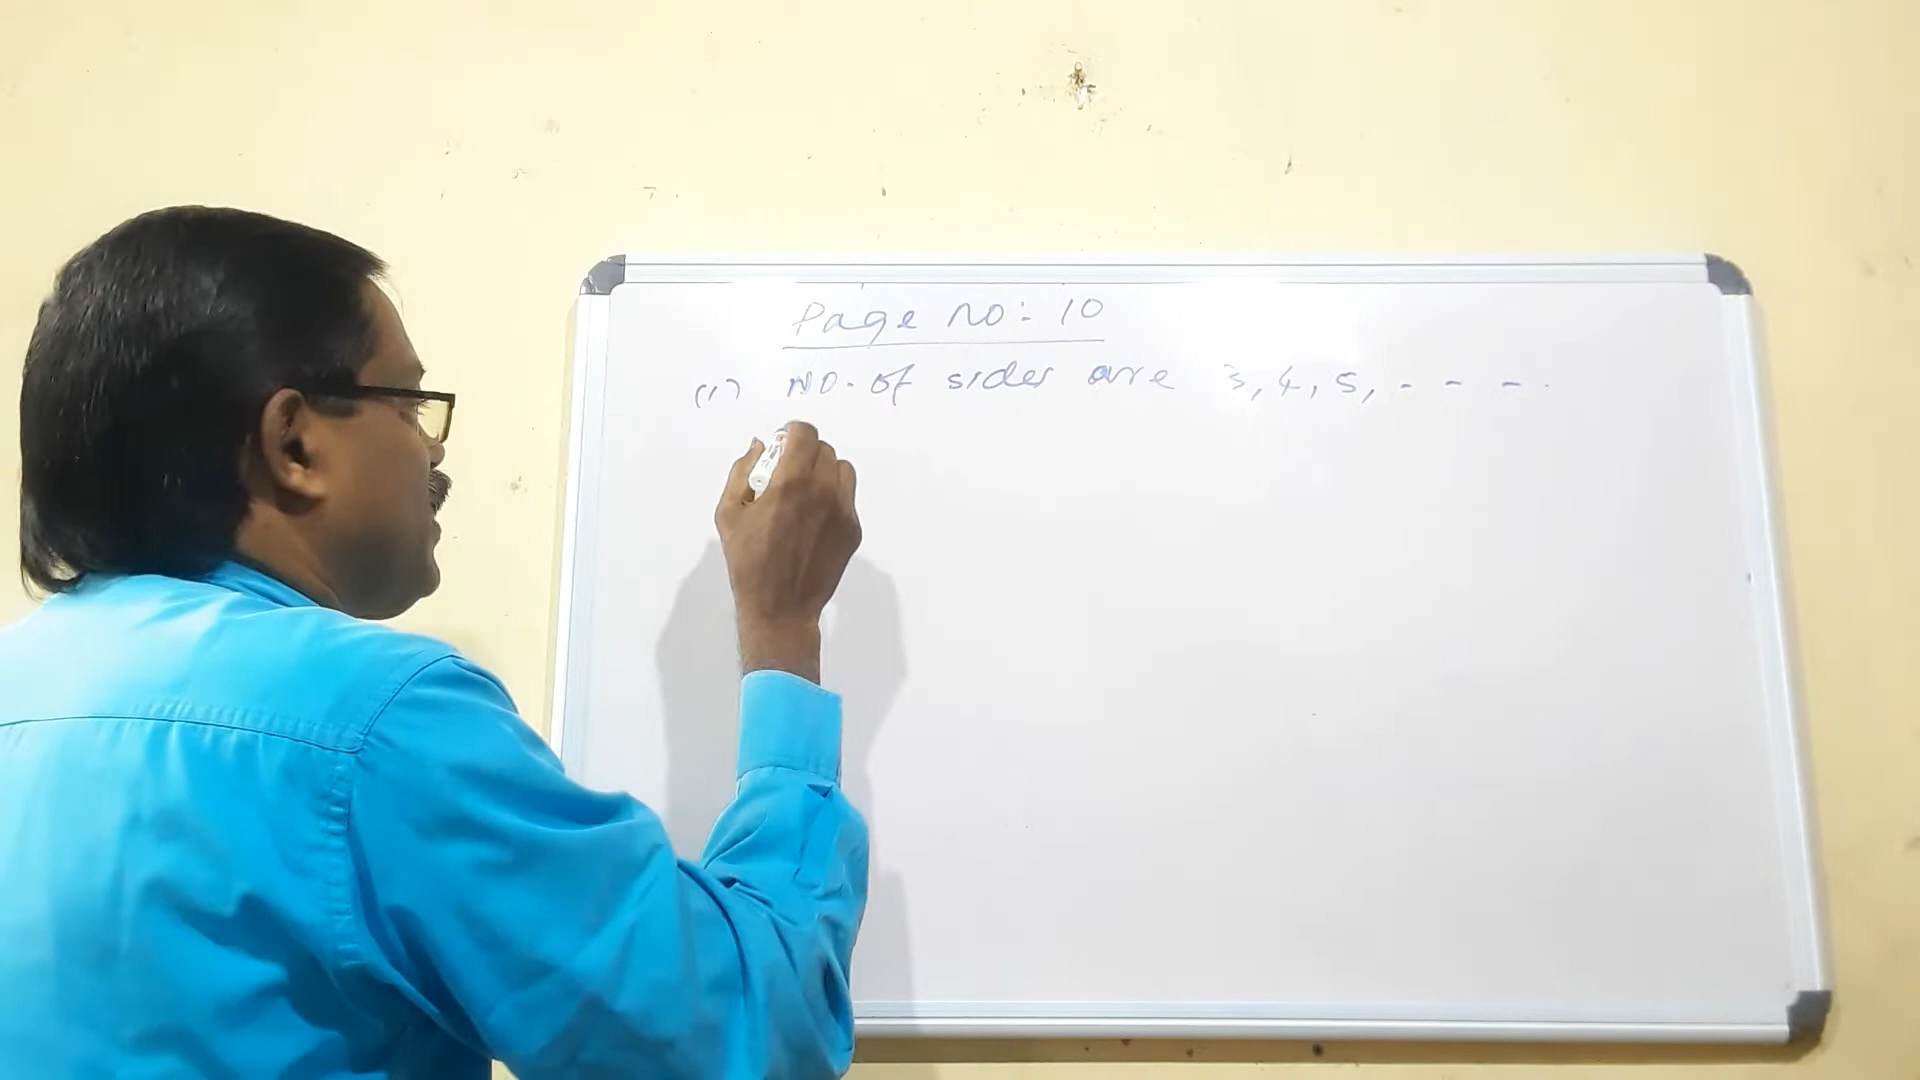 Page NO:- 10
(1) NO. of sides are 3, 4, 5, - - - .